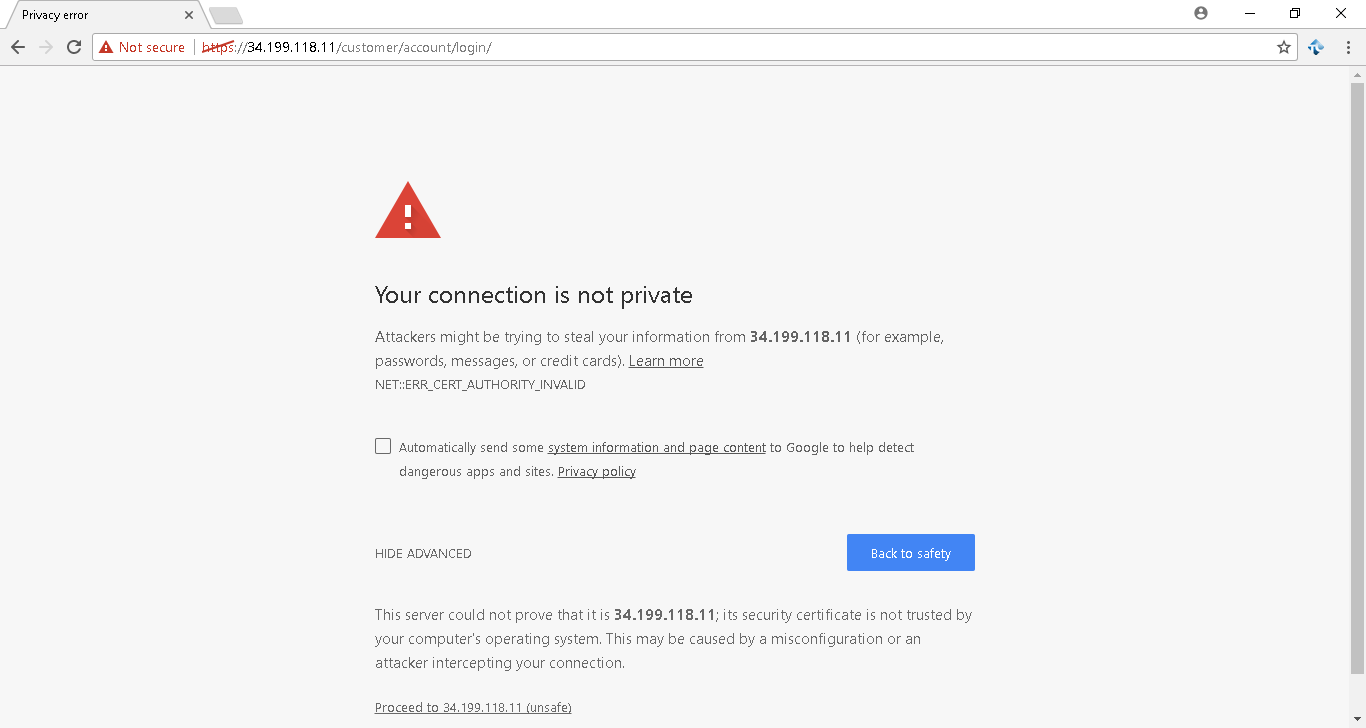 Privacy error
Not secure
https://34.199.118.11/customer/account/login/
Your connection is not private
Attackers might be trying to steal your information from 34.199.118.11 (for example,
passwords, messages, or credit cards). Learn more
NET::ERR_CERT_AUTHORITY_INVALID
Automatically send some system information and page content to Google to help detect
dangerous apps and sites. Privacy policy
HIDE ADVANCED
Back to safety
This server could not prove that it is 34.199.118.11; its security certificate is not trusted by
your computer's operating system. This may be caused by a misconfiguration or an
attacker intercepting your connection.
Proceed to 34.199.118.11 (unsafe)